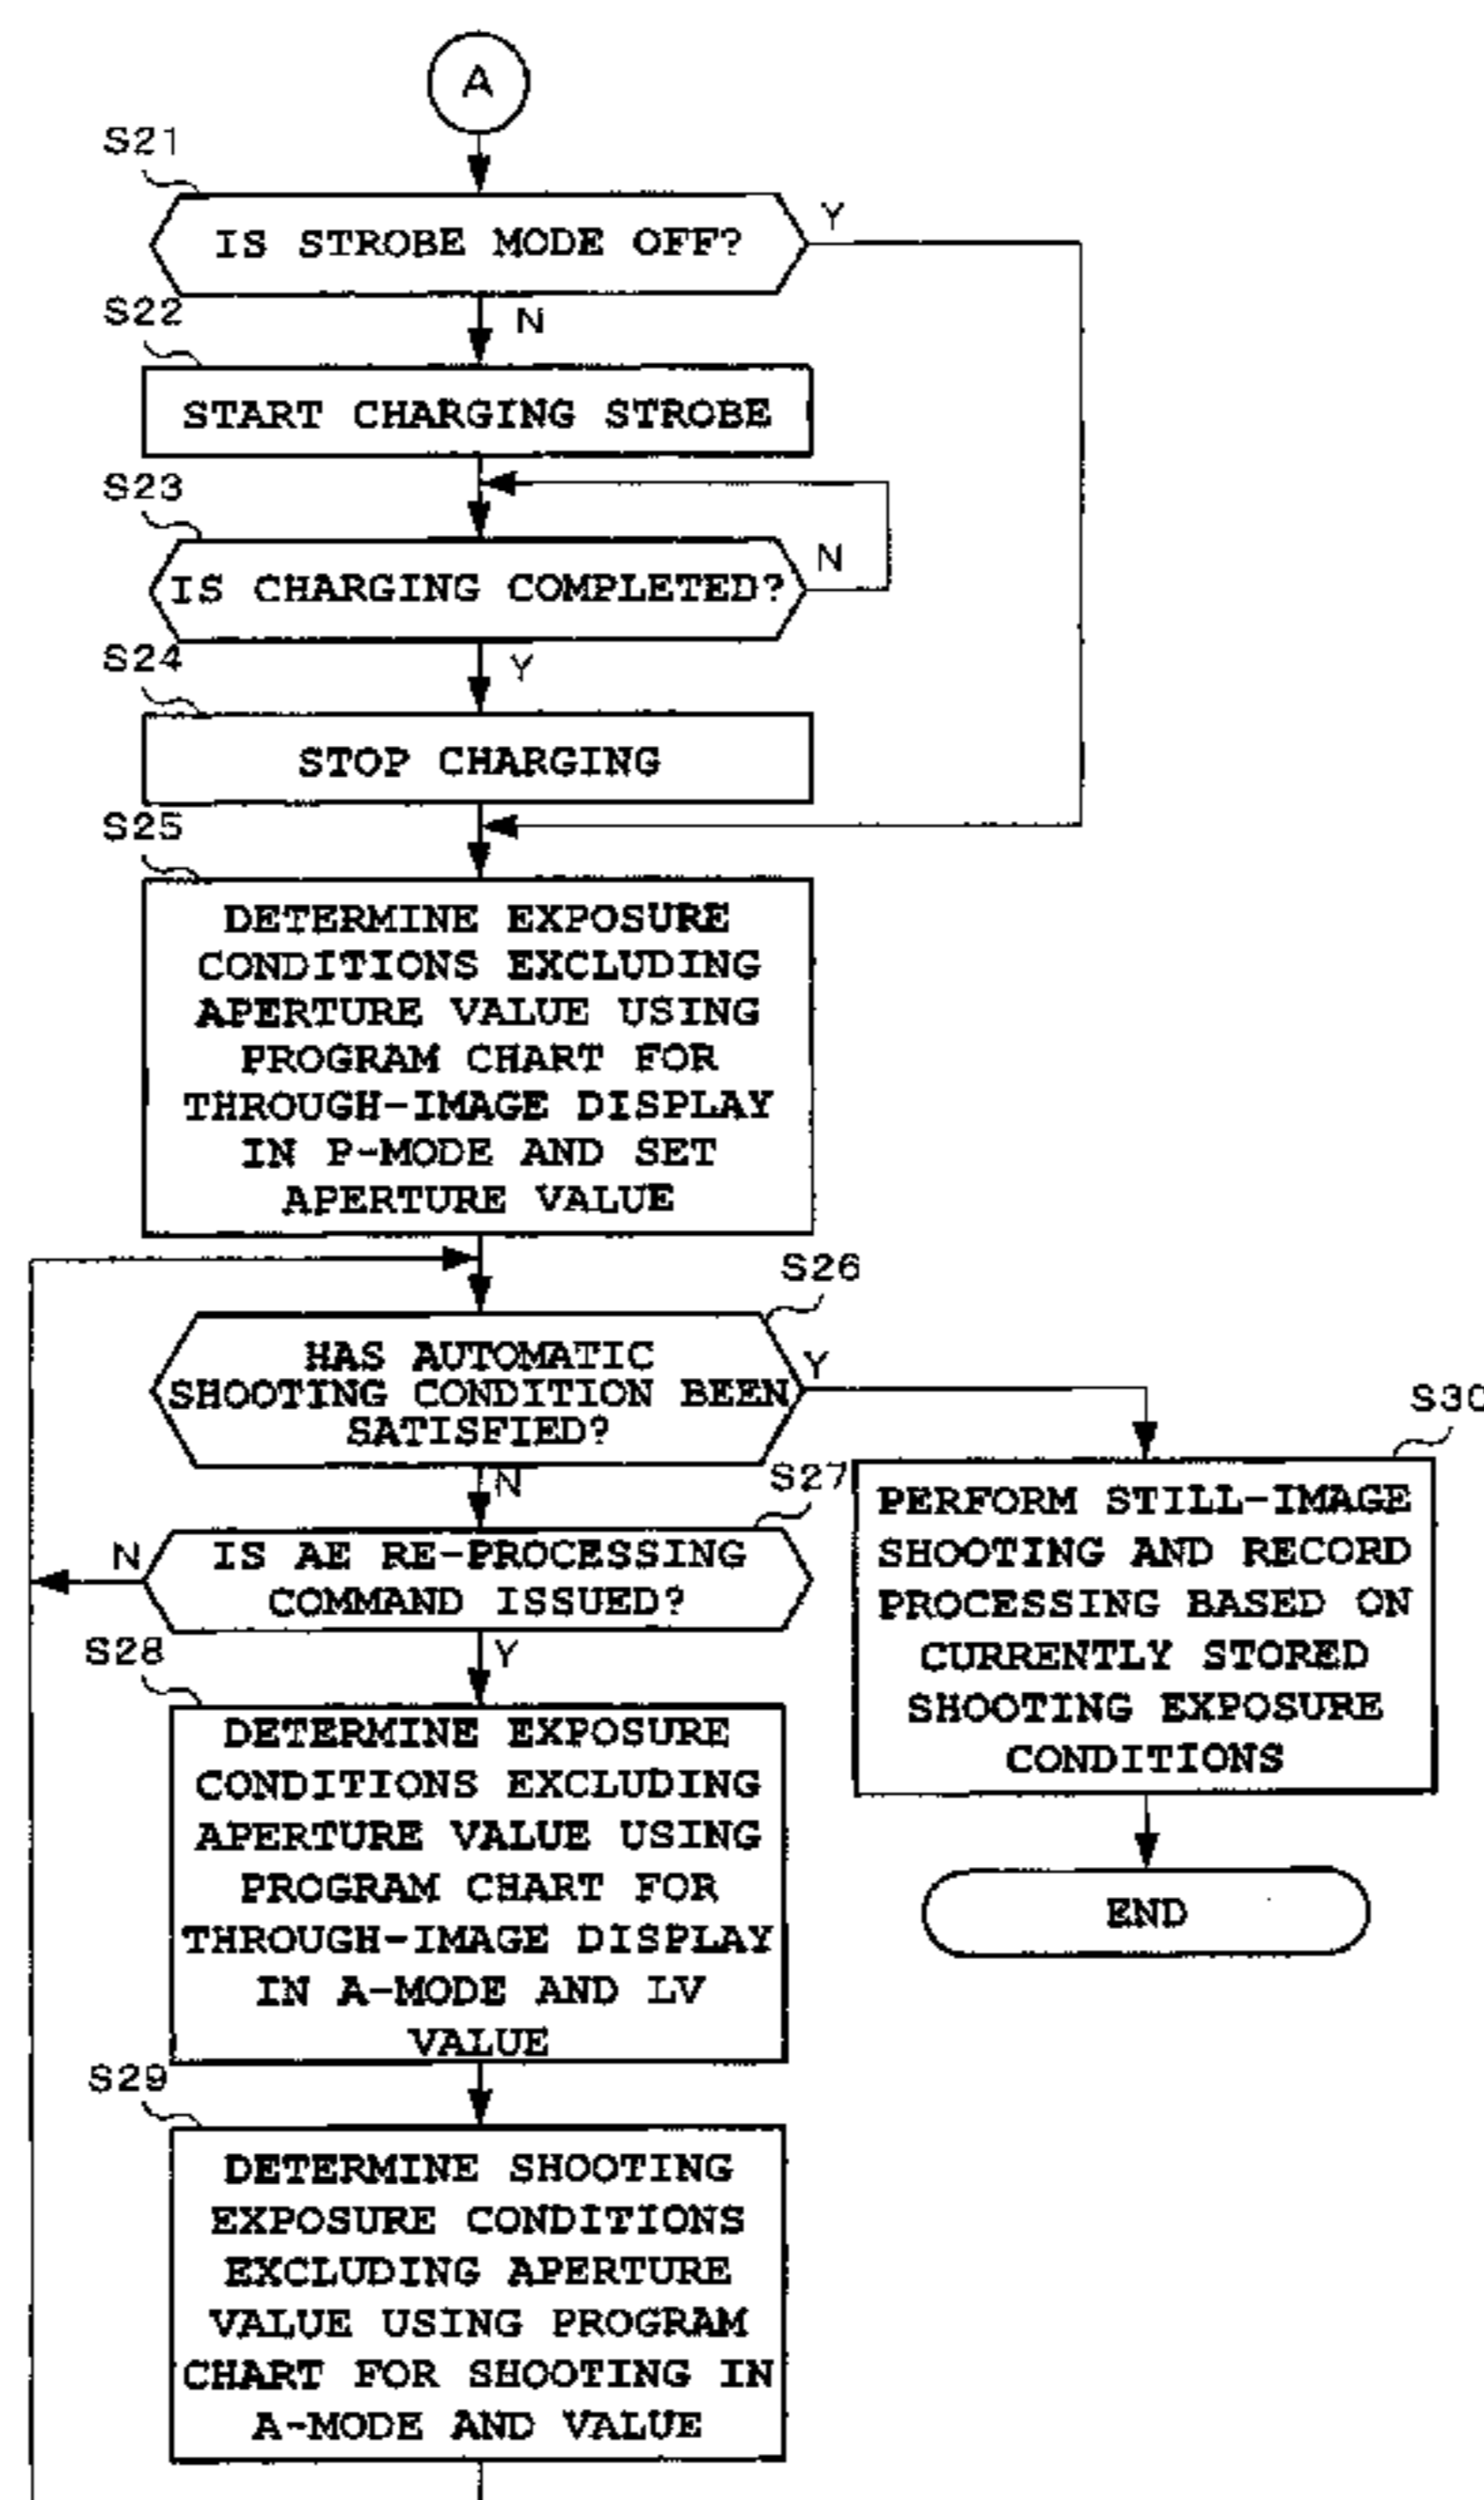 A
S21
IS STROBE MODE OFF?
Y
S22
N
START CHARGING STROBE
S23
IS CHARGING COMPLETED?
N
S24
Y
STOP CHARGING
S25
DETERMINE EXPOSURE
CONDITIONS EXCLUDING
APERTURE VALUE USING
PROGRAM CHART FOR
THROUGH-IMAGE DISPLAY
IN P-MODE AND SET
APERTURE VALUE
S26
HAS AUTOMATIC
SHOOTING CONDITION BEEN
SATISFIED?
Y
S30
N
S27
PERFORM STILL-IMAGE
SHOOTING AND RECORD
PROCESSING BASED ON
CURRENTLY STORED
SHOOTING EXPOSURE
CONDITIONS
N
IS AE RE-PROCESSING
COMMAND ISSUED?
S28
Y
DETERMINE EXPOSURE
CONDITIONS EXCLUDING
APERTURE VALUE USING
PROGRAM CHART FOR
THROUGH-IMAGE DISPLAY
IN A-MODE AND LV
VALUE
END
S29
DETERMINE SHOOTING
EXPOSURE CONDITIONS
EXCLUDING APERTURE
VALUE USING PROGRAM
CHART FOR SHOOTING IN
A-MODE AND VALUE